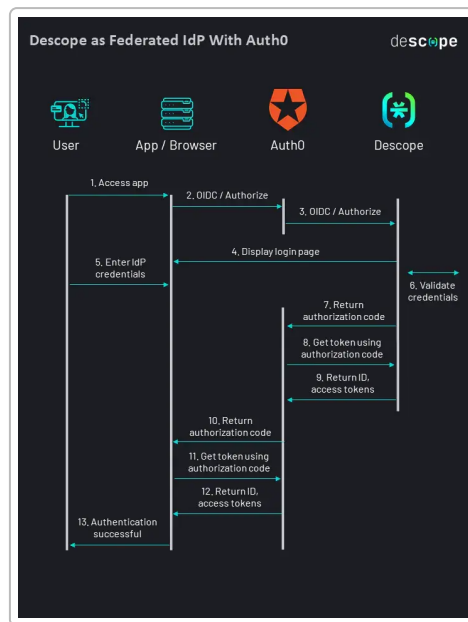 Descope as Federated IdP With Auth0
descope
User
App / Browser
Auth0
Descope
1. Access app
2. OIDC / Authorize
3. OIDC / Authorize
4. Display login page
5. Enter IdP
credentials
6. Validate
credentials
7. Return
authorization code
8. Get token using
authorization code
9. Return ID,
access tokens
10. Return
authorization code
11. Get token using
authorization code
12. Return ID,
access tokens
13. Authentication
successful